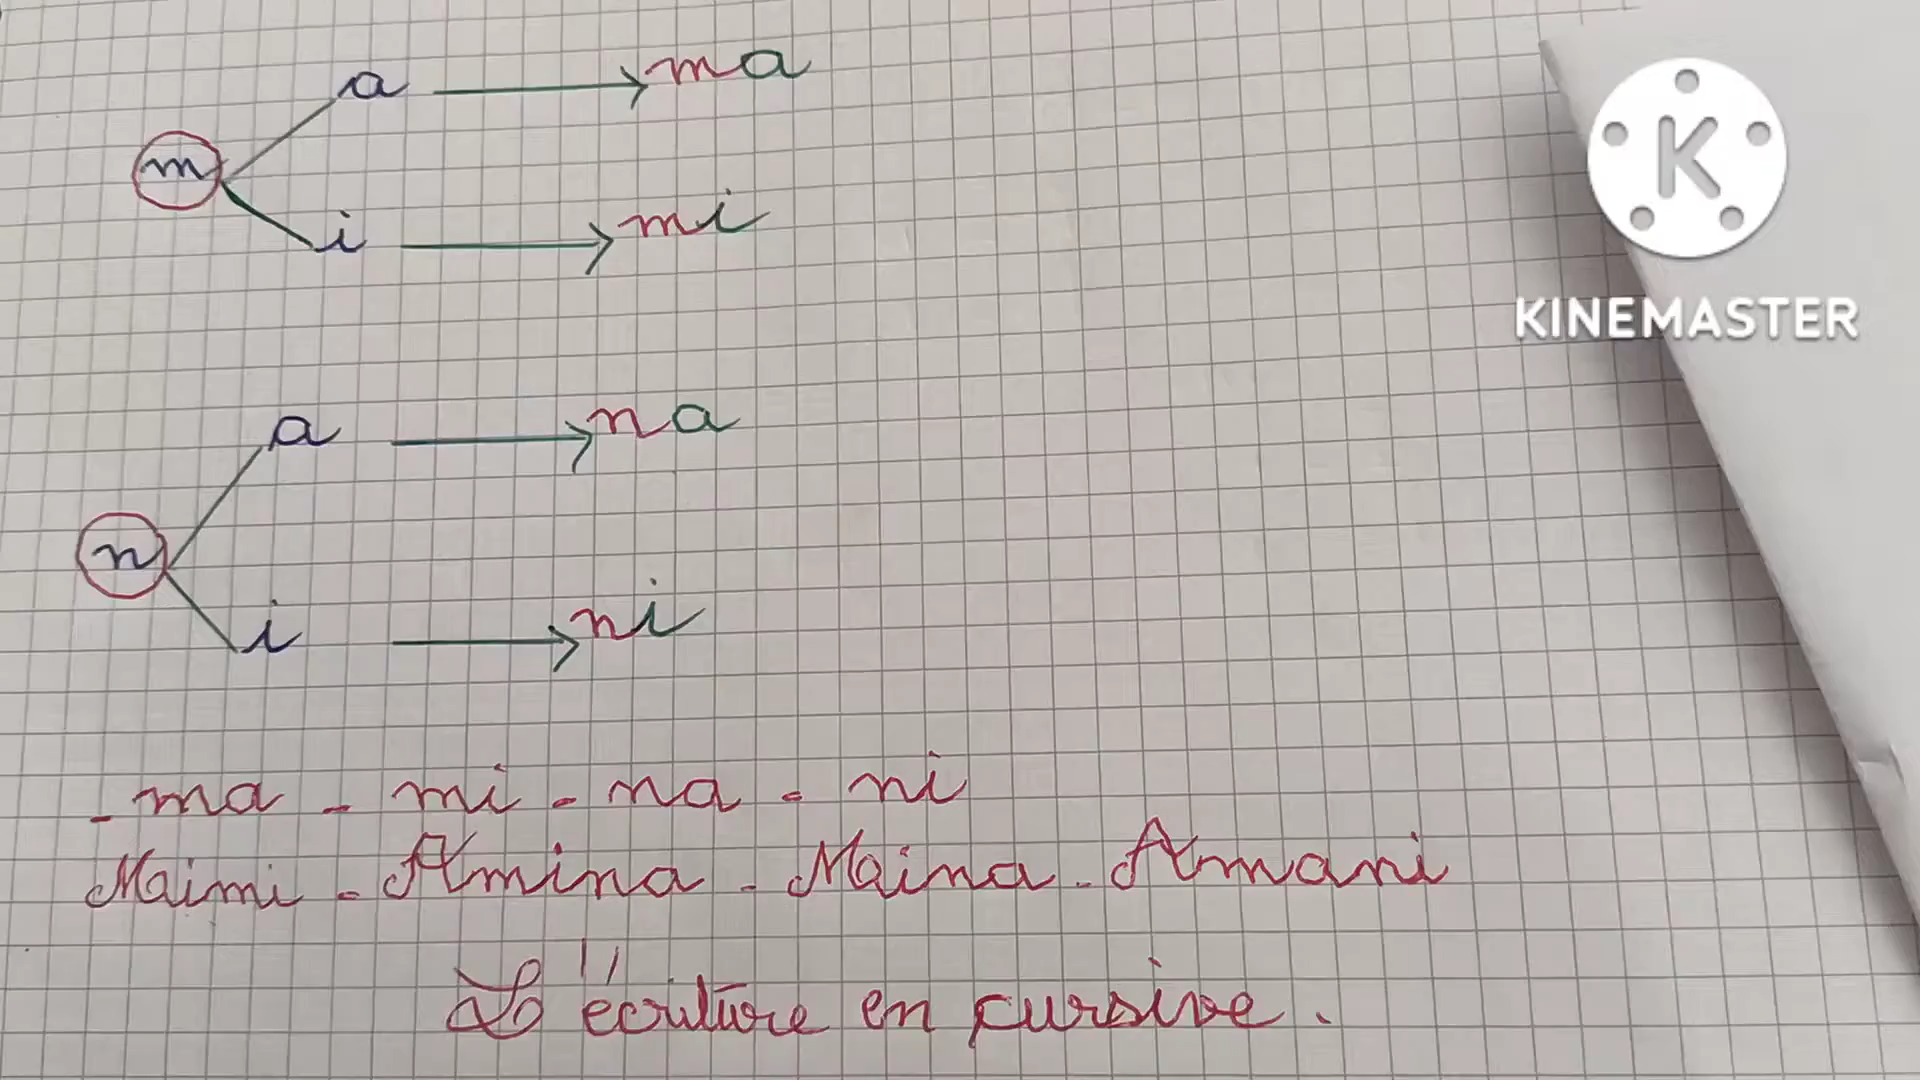 a → ma
m
i → mi
K
KINEMASTER
a → na
n
i → ni
- ma - mi - na - ni
Maimi - Amina - Maina - Amani
L'écriture en cursive.